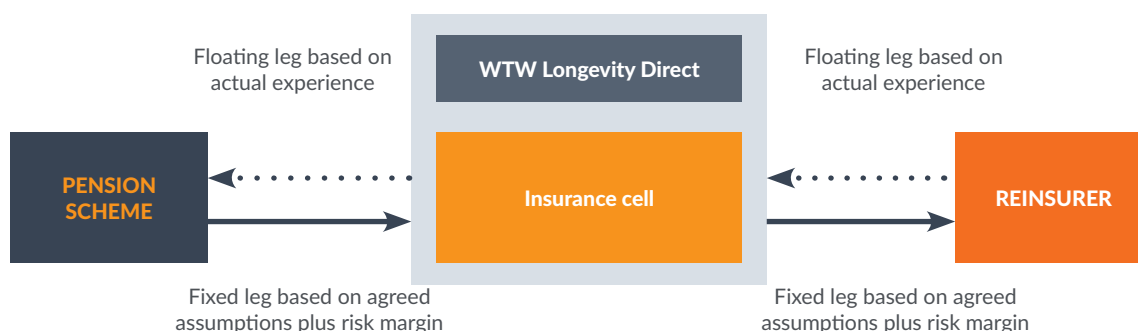 Floating leg based on
actual experience
WTW Longevity Direct
Floating leg based on
actual experience
PENSION
SCHEME
Insurance cell
REINSURER
Fixed leg based on agreed
assumptions plus risk margin
Fixed leg based on agreed
assumptions plus risk margin